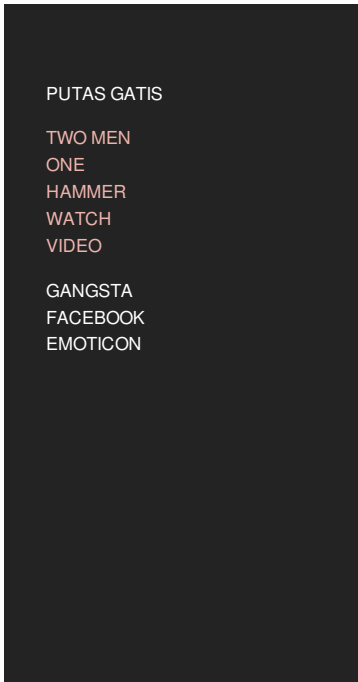 PUTAS GATIS
TWO MEN
ONE
HAMMER
WATCH
VIDEO
GANGSTA
FACEBOOK
EMOTICON